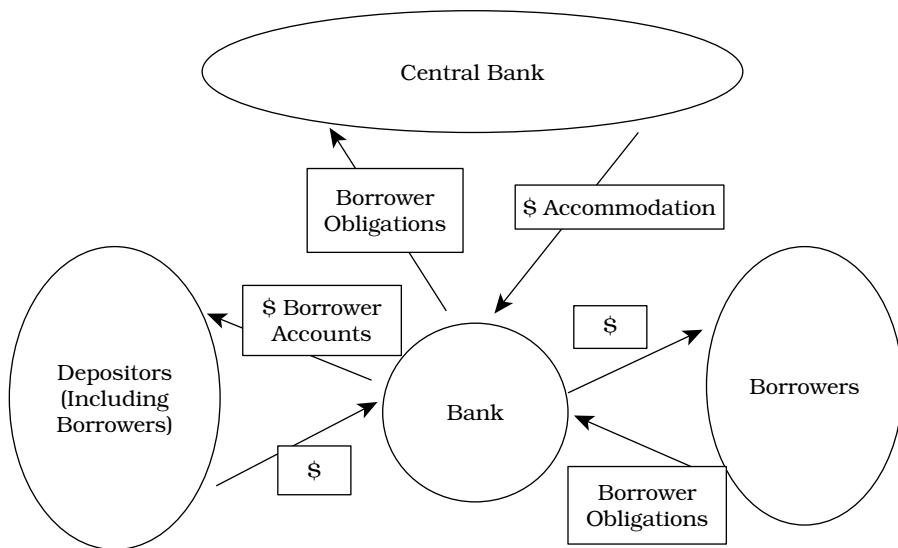 Central Bank
Borrower
Obligations
$ Accommodation
$ Borrower
Accounts
$
Depositors
(Including
Borrowers)
Bank
Borrowers
$
Borrower
Obligations